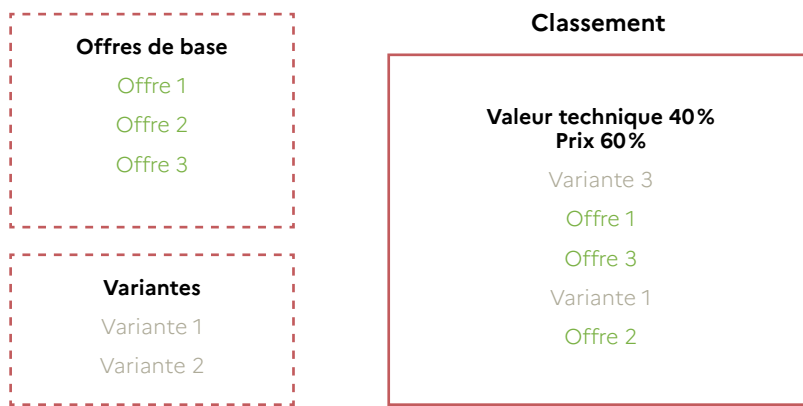 Offres de base
Offre 1
Offre 2
Offre 3
Variantes
Variante 1
Variante 2
Classement
Valeur technique 40 %
Prix 60 %
Variante 3
Offre 1
Offre 3
Variante 1
Offre 2